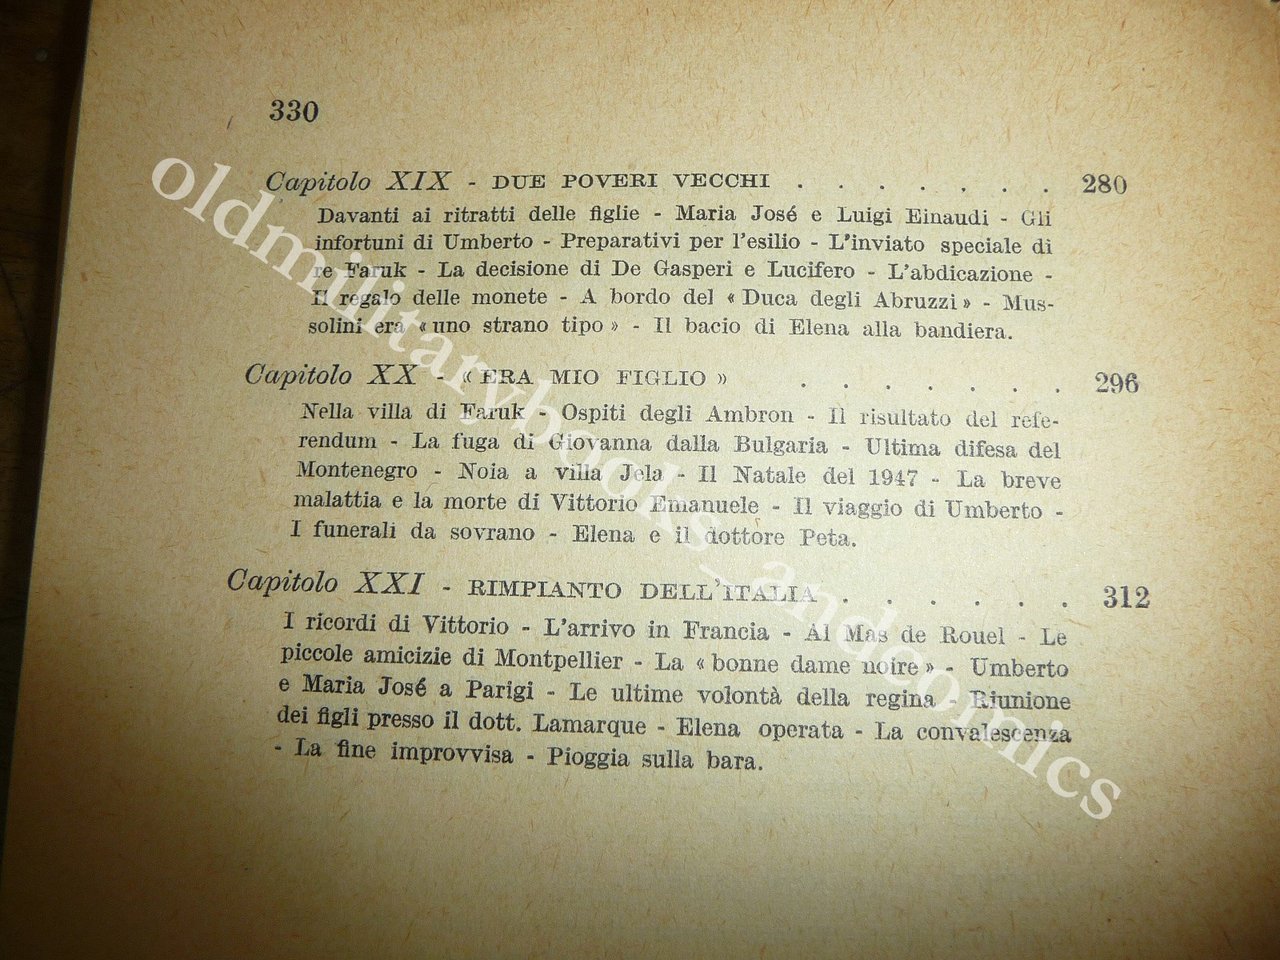 330
Capitolo XIX - DUE POVERI VECCHI . . . . . . . 280
Davanti ai ritratti delle figlie - Maria José e Luigi Einaudi - Gli
infortuni di Umberto - Preparativi per l'esilio - L'inviato speciale di
re Faruk - La decisione di De Gasperi e Lucifero - L'abdicazione -
Il regalo delle monete - A bordo del « Duca degli Abruzzi » - Mus-
solini era « uno strano tipo » - Il bacio di Elena alla bandiera.
Capitolo XX - « ERA MIO FIGLIO » . . . . . . . 296
Nella villa di Faruk - Ospiti degli Ambron - Il risultato del refe-
rendum - La fuga di Giovanna dalla Bulgaria - Ultima difesa del
Montenegro - Noia a villa Jela - Il Natale del 1947 - La breve
malattia e la morte di Vittorio Emanuele - Il viaggio di Umberto -
I funerali da sovrano - Elena e il dottore Peta.
Capitolo XXI - RIMPIANTO DELL'ITALIA . . . . . . 312
I ricordi di Vittorio - L'arrivo in Francia - Al Mas de Rouel - Le
piccole amicizie di Montpellier - La « bonne dame noire » - Umberto
e Maria José a Parigi - Le ultime volontà della regina - Riunione
dei figli presso il dott. Lamarque - Elena operata - La convalescenza
- La fine improvvisa - Pioggia sulla bara.
oldmilitarybooks_andcomics